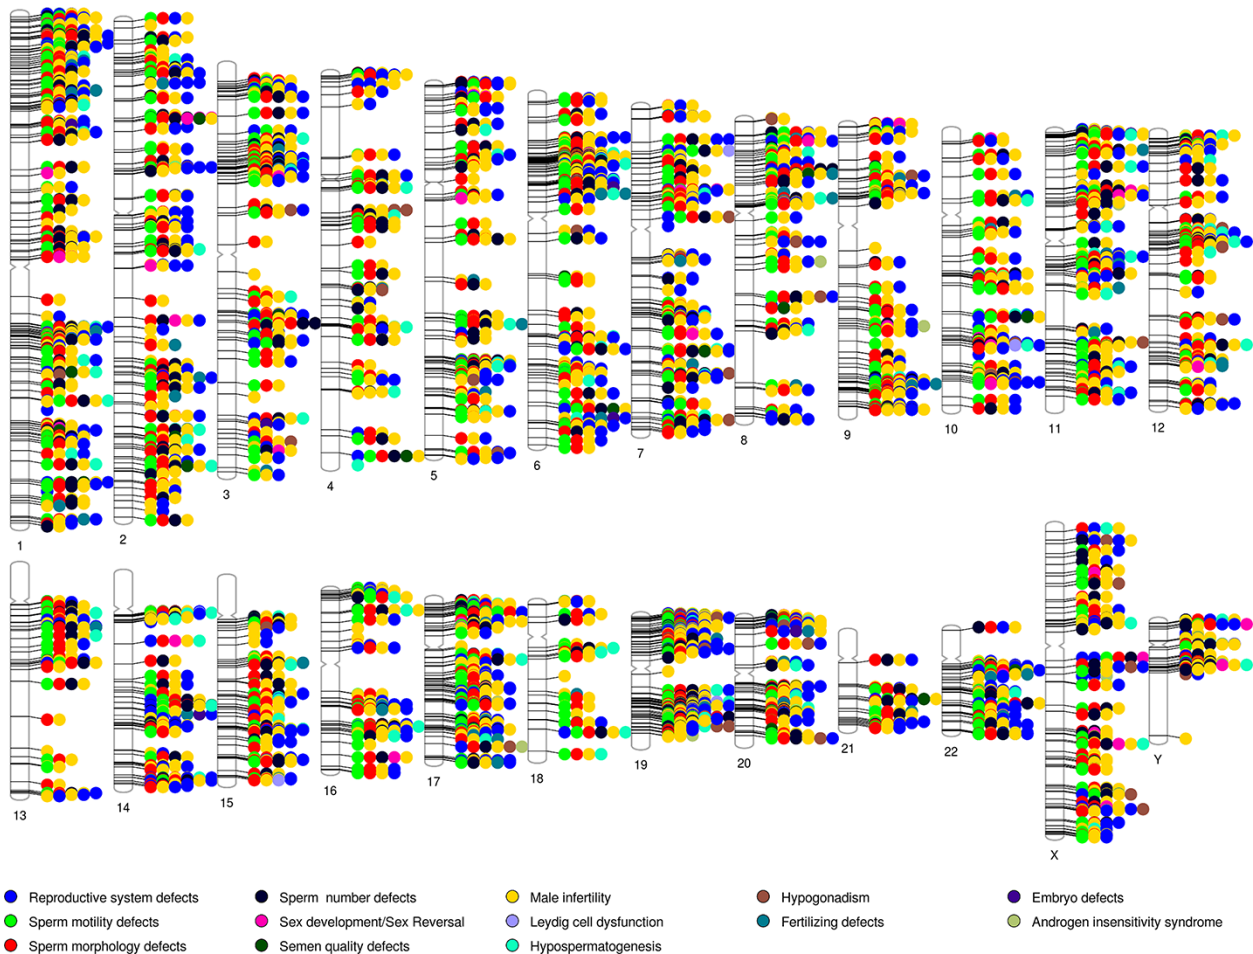 1
2
3
4
5
6
7
8
9
10
11
12
13
14
15
16
17
18
19
20
21
22
X
Y
Reproductive system defects
Sperm number defects
Male infertility
Hypogonadism
Embryo defects
Sperm motility defects
Sex development/Sex Reversal
Leydig cell dysfunction
Fertilizing defects
Androgen insensitivity syndrome
Sperm morphology defects
Semen quality defects
Hypospermatogenesis